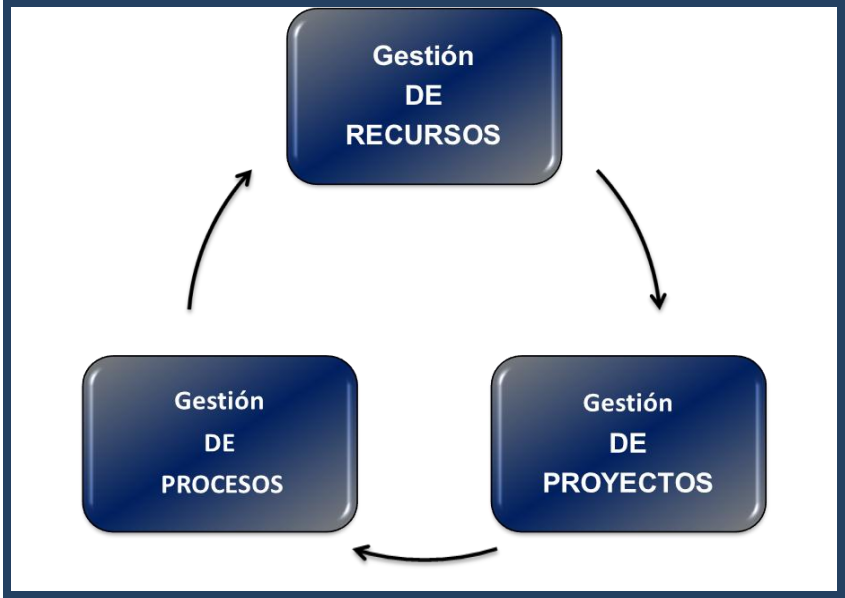 Gestión
DE
RECURSOS
Gestión
DE
PROCESOS
Gestión
DE
PROYECTOS